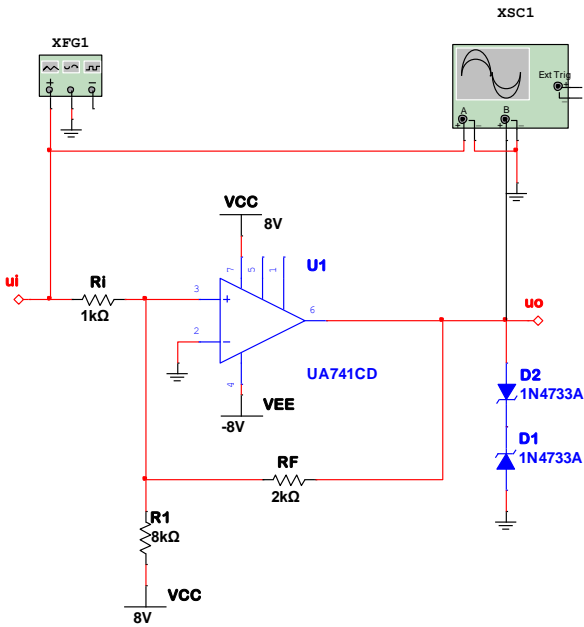 XSC1
XFG1
+ −
Ext Trig
+
−
A
B
+ − + −
VCC
8V
U1
7 5 1
ui
Ri
1kΩ
3 +
2 −
6
uo
4
UA741CD
VEE
-8V
D2
1N4733A
D1
1N4733A
RF
2kΩ
R1
8kΩ
VCC
8V